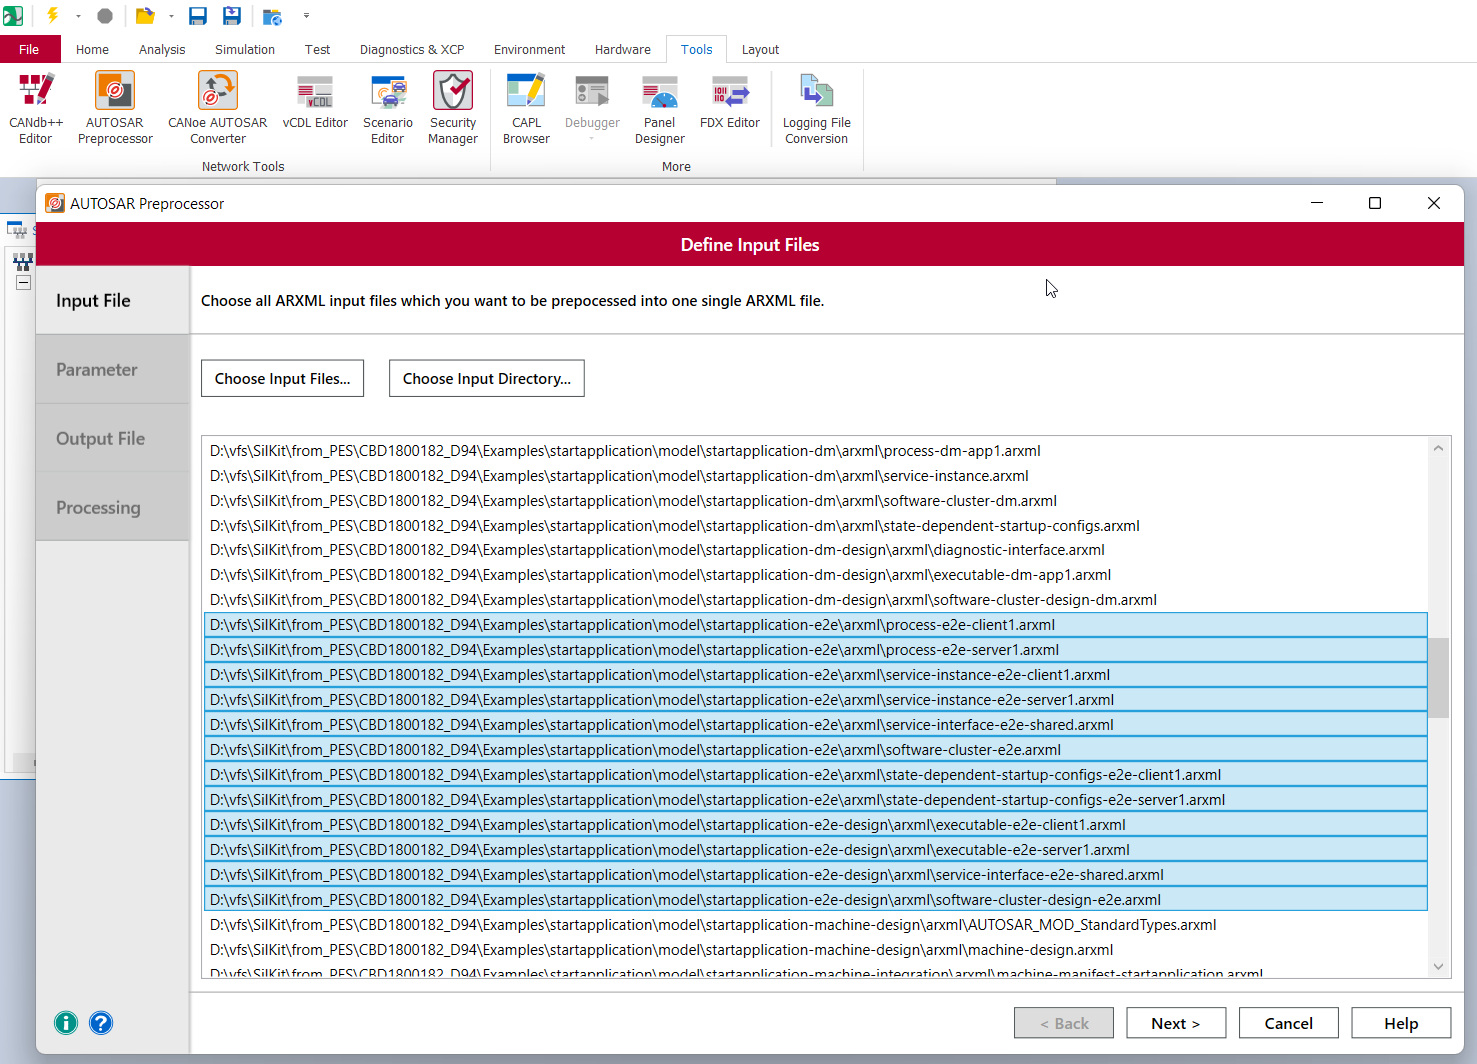 File Home Analysis Simulation Test Diagnostics & XCP Environment Hardware Tools Layout
CANdb++ Editor
AUTOSAR Preprocessor
CANoe AUTOSAR Converter
vCDL
vCDL Editor
Scenario Editor
Security Manager
CAPL Browser
Debugger
Panel Designer
FDX Editor
Logging File Conversion
Network Tools
More
AUTOSAR Preprocessor
Define Input Files
Input File
Parameter
Output File
Processing
Choose all ARXML input files which you want to be prepocessed into one single ARXML file.
Choose Input Files...
Choose Input Directory...
D:\vfs\SilKit\from_PES\CBD1800182_D94\Examples\startapplication\model\startapplication-dm\arxml\process-dm-app1.arxml
D:\vfs\SilKit\from_PES\CBD1800182_D94\Examples\startapplication\model\startapplication-dm\arxml\service-instance.arxml
D:\vfs\SilKit\from_PES\CBD1800182_D94\Examples\startapplication\model\startapplication-dm\arxml\software-cluster-dm.arxml
D:\vfs\SilKit\from_PES\CBD1800182_D94\Examples\startapplication\model\startapplication-dm\arxml\state-dependent-startup-configs.arxml
D:\vfs\SilKit\from_PES\CBD1800182_D94\Examples\startapplication\model\startapplication-dm-design\arxml\diagnostic-interface.arxml
D:\vfs\SilKit\from_PES\CBD1800182_D94\Examples\startapplication\model\startapplication-dm-design\arxml\executable-dm-app1.arxml
D:\vfs\SilKit\from_PES\CBD1800182_D94\Examples\startapplication\model\startapplication-dm-design\arxml\software-cluster-design-dm.arxml
D:\vfs\SilKit\from_PES\CBD1800182_D94\Examples\startapplication\model\startapplication-e2e\arxml\process-e2e-client1.arxml
D:\vfs\SilKit\from_PES\CBD1800182_D94\Examples\startapplication\model\startapplication-e2e\arxml\process-e2e-server1.arxml
D:\vfs\SilKit\from_PES\CBD1800182_D94\Examples\startapplication\model\startapplication-e2e\arxml\service-instance-e2e-client1.arxml
D:\vfs\SilKit\from_PES\CBD1800182_D94\Examples\startapplication\model\startapplication-e2e\arxml\service-instance-e2e-server1.arxml
D:\vfs\SilKit\from_PES\CBD1800182_D94\Examples\startapplication\model\startapplication-e2e\arxml\service-interface-e2e-shared.arxml
D:\vfs\SilKit\from_PES\CBD1800182_D94\Examples\startapplication\model\startapplication-e2e\arxml\software-cluster-e2e.arxml
D:\vfs\SilKit\from_PES\CBD1800182_D94\Examples\startapplication\model\startapplication-e2e\arxml\state-dependent-startup-configs-e2e-client1.arxml
D:\vfs\SilKit\from_PES\CBD1800182_D94\Examples\startapplication\model\startapplication-e2e\arxml\state-dependent-startup-configs-e2e-server1.arxml
D:\vfs\SilKit\from_PES\CBD1800182_D94\Examples\startapplication\model\startapplication-e2e-design\arxml\executable-e2e-client1.arxml
D:\vfs\SilKit\from_PES\CBD1800182_D94\Examples\startapplication\model\startapplication-e2e-design\arxml\executable-e2e-server1.arxml
D:\vfs\SilKit\from_PES\CBD1800182_D94\Examples\startapplication\model\startapplication-e2e-design\arxml\service-interface-e2e-shared.arxml
D:\vfs\SilKit\from_PES\CBD1800182_D94\Examples\startapplication\model\startapplication-e2e-design\arxml\software-cluster-design-e2e.arxml
D:\vfs\SilKit\from_PES\CBD1800182_D94\Examples\startapplication\model\startapplication-machine-design\arxml\AUTOSAR_MOD_StandardTypes.arxml
D:\vfs\SilKit\from_PES\CBD1800182_D94\Examples\startapplication\model\startapplication-machine-design\arxml\machine-design.arxml
D:\vfs\SilKit\from_PES\CBD1800182_D94\Examples\startapplication\model\startapplication-machine-integration\arxml\machine-manifest-startapplication.arxml
< Back
Next >
Cancel
Help